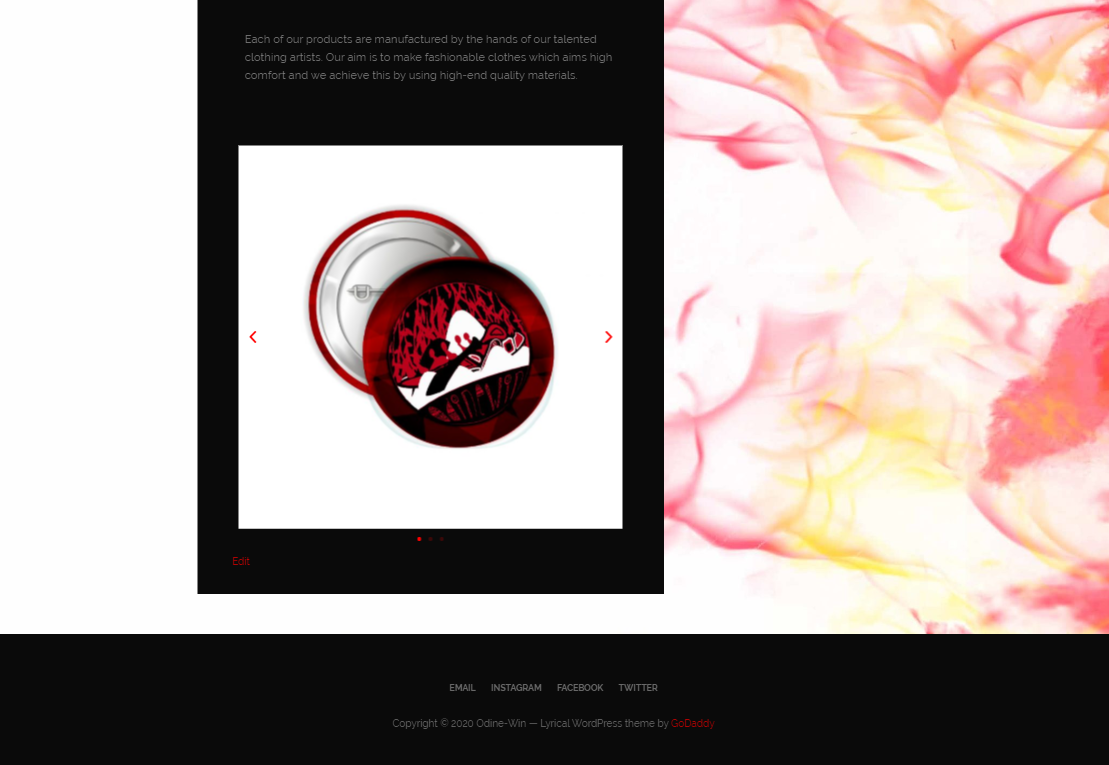 Each of our products are manufactured by the hands of our talented
clothing artists. Our aim is to make fashionable clothes which aims high
comfort and we achieve this by using high-end quality materials.
Edit
EMAIL INSTAGRAM FACEBOOK TWITTER
Copyright © 2020 Odine-Win — Lyrical WordPress theme by GoDaddy